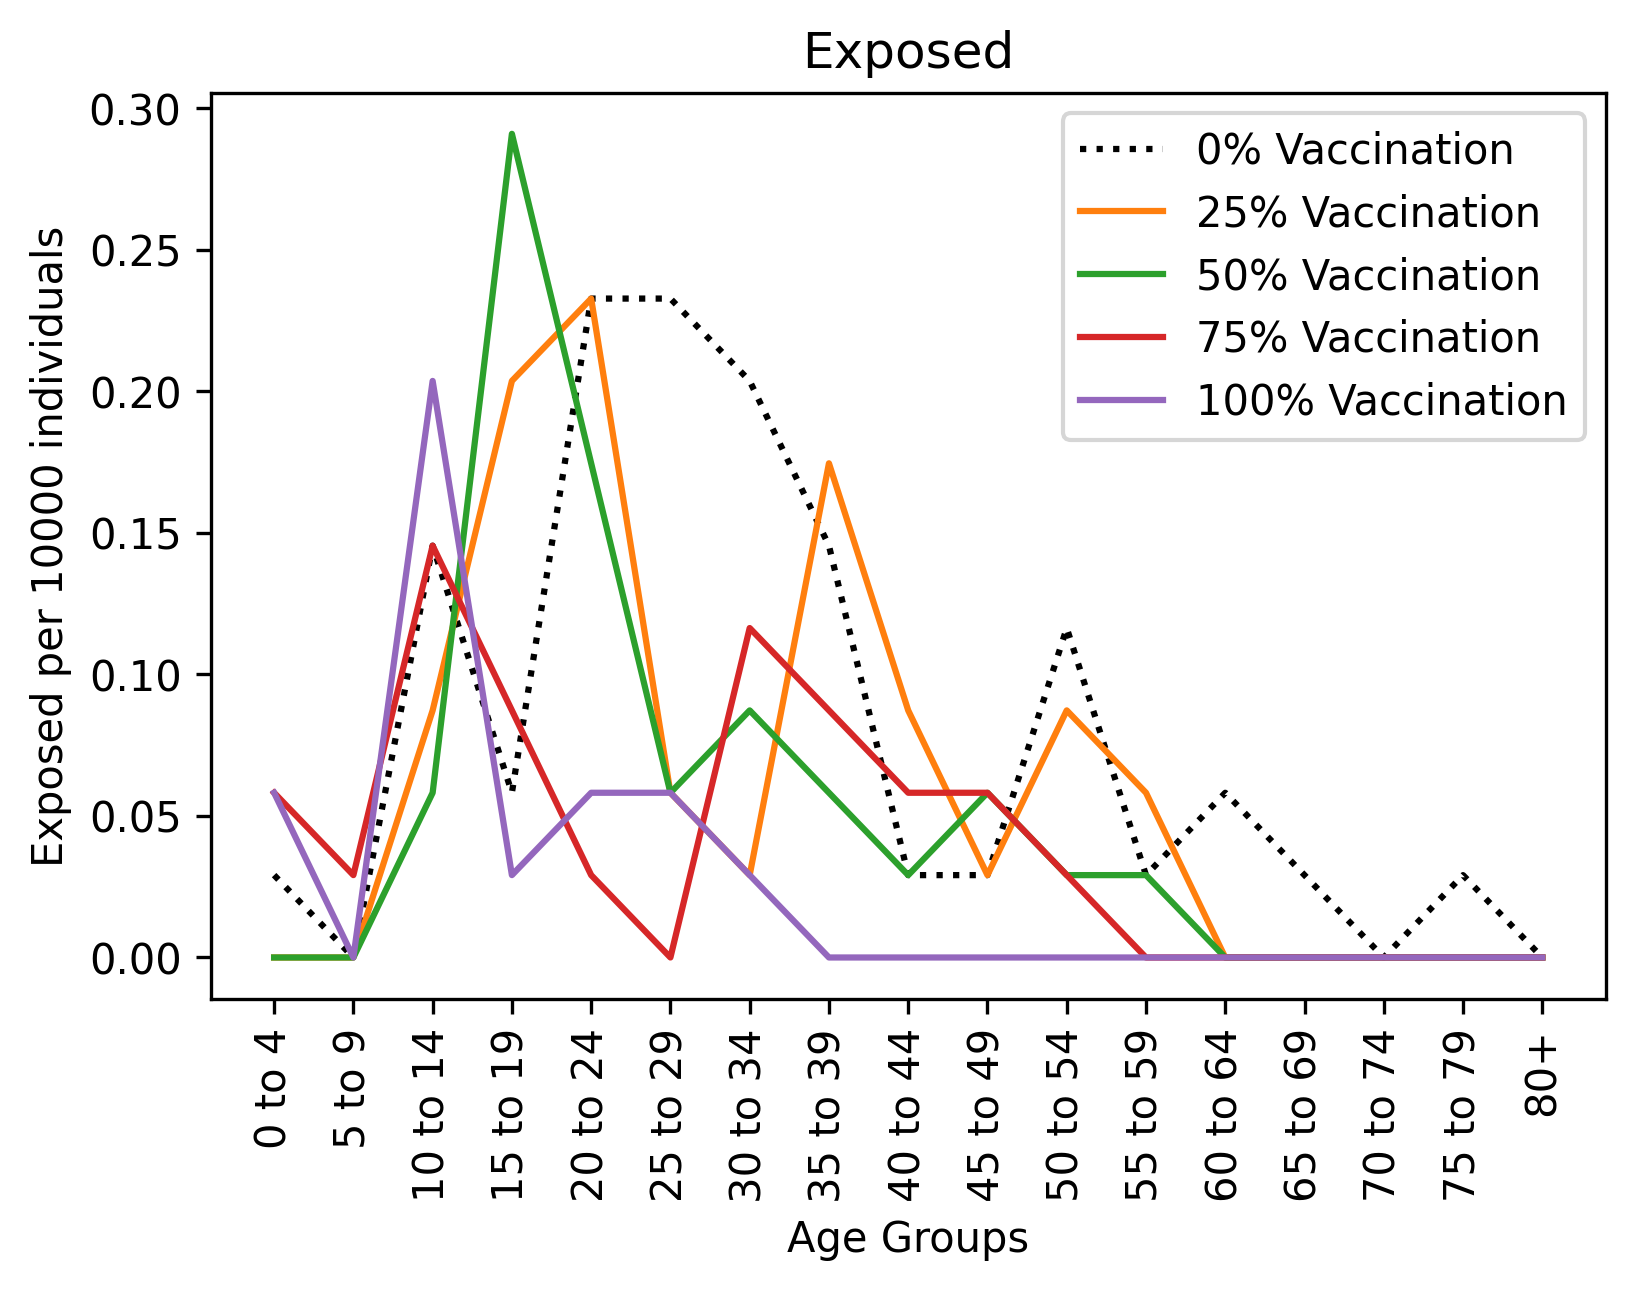 Exposed
0.30
0.25
0.20
0.15
0.10
0.05
0.00
Exposed per 10000 individuals
0% Vaccination
25% Vaccination
50% Vaccination
75% Vaccination
100% Vaccination
0 to 4
5 to 9
10 to 14
15 to 19
20 to 24
25 to 29
30 to 34
35 to 39
40 to 44
45 to 49
50 to 54
55 to 59
60 to 64
65 to 69
70 to 74
75 to 79
80+
Age Groups